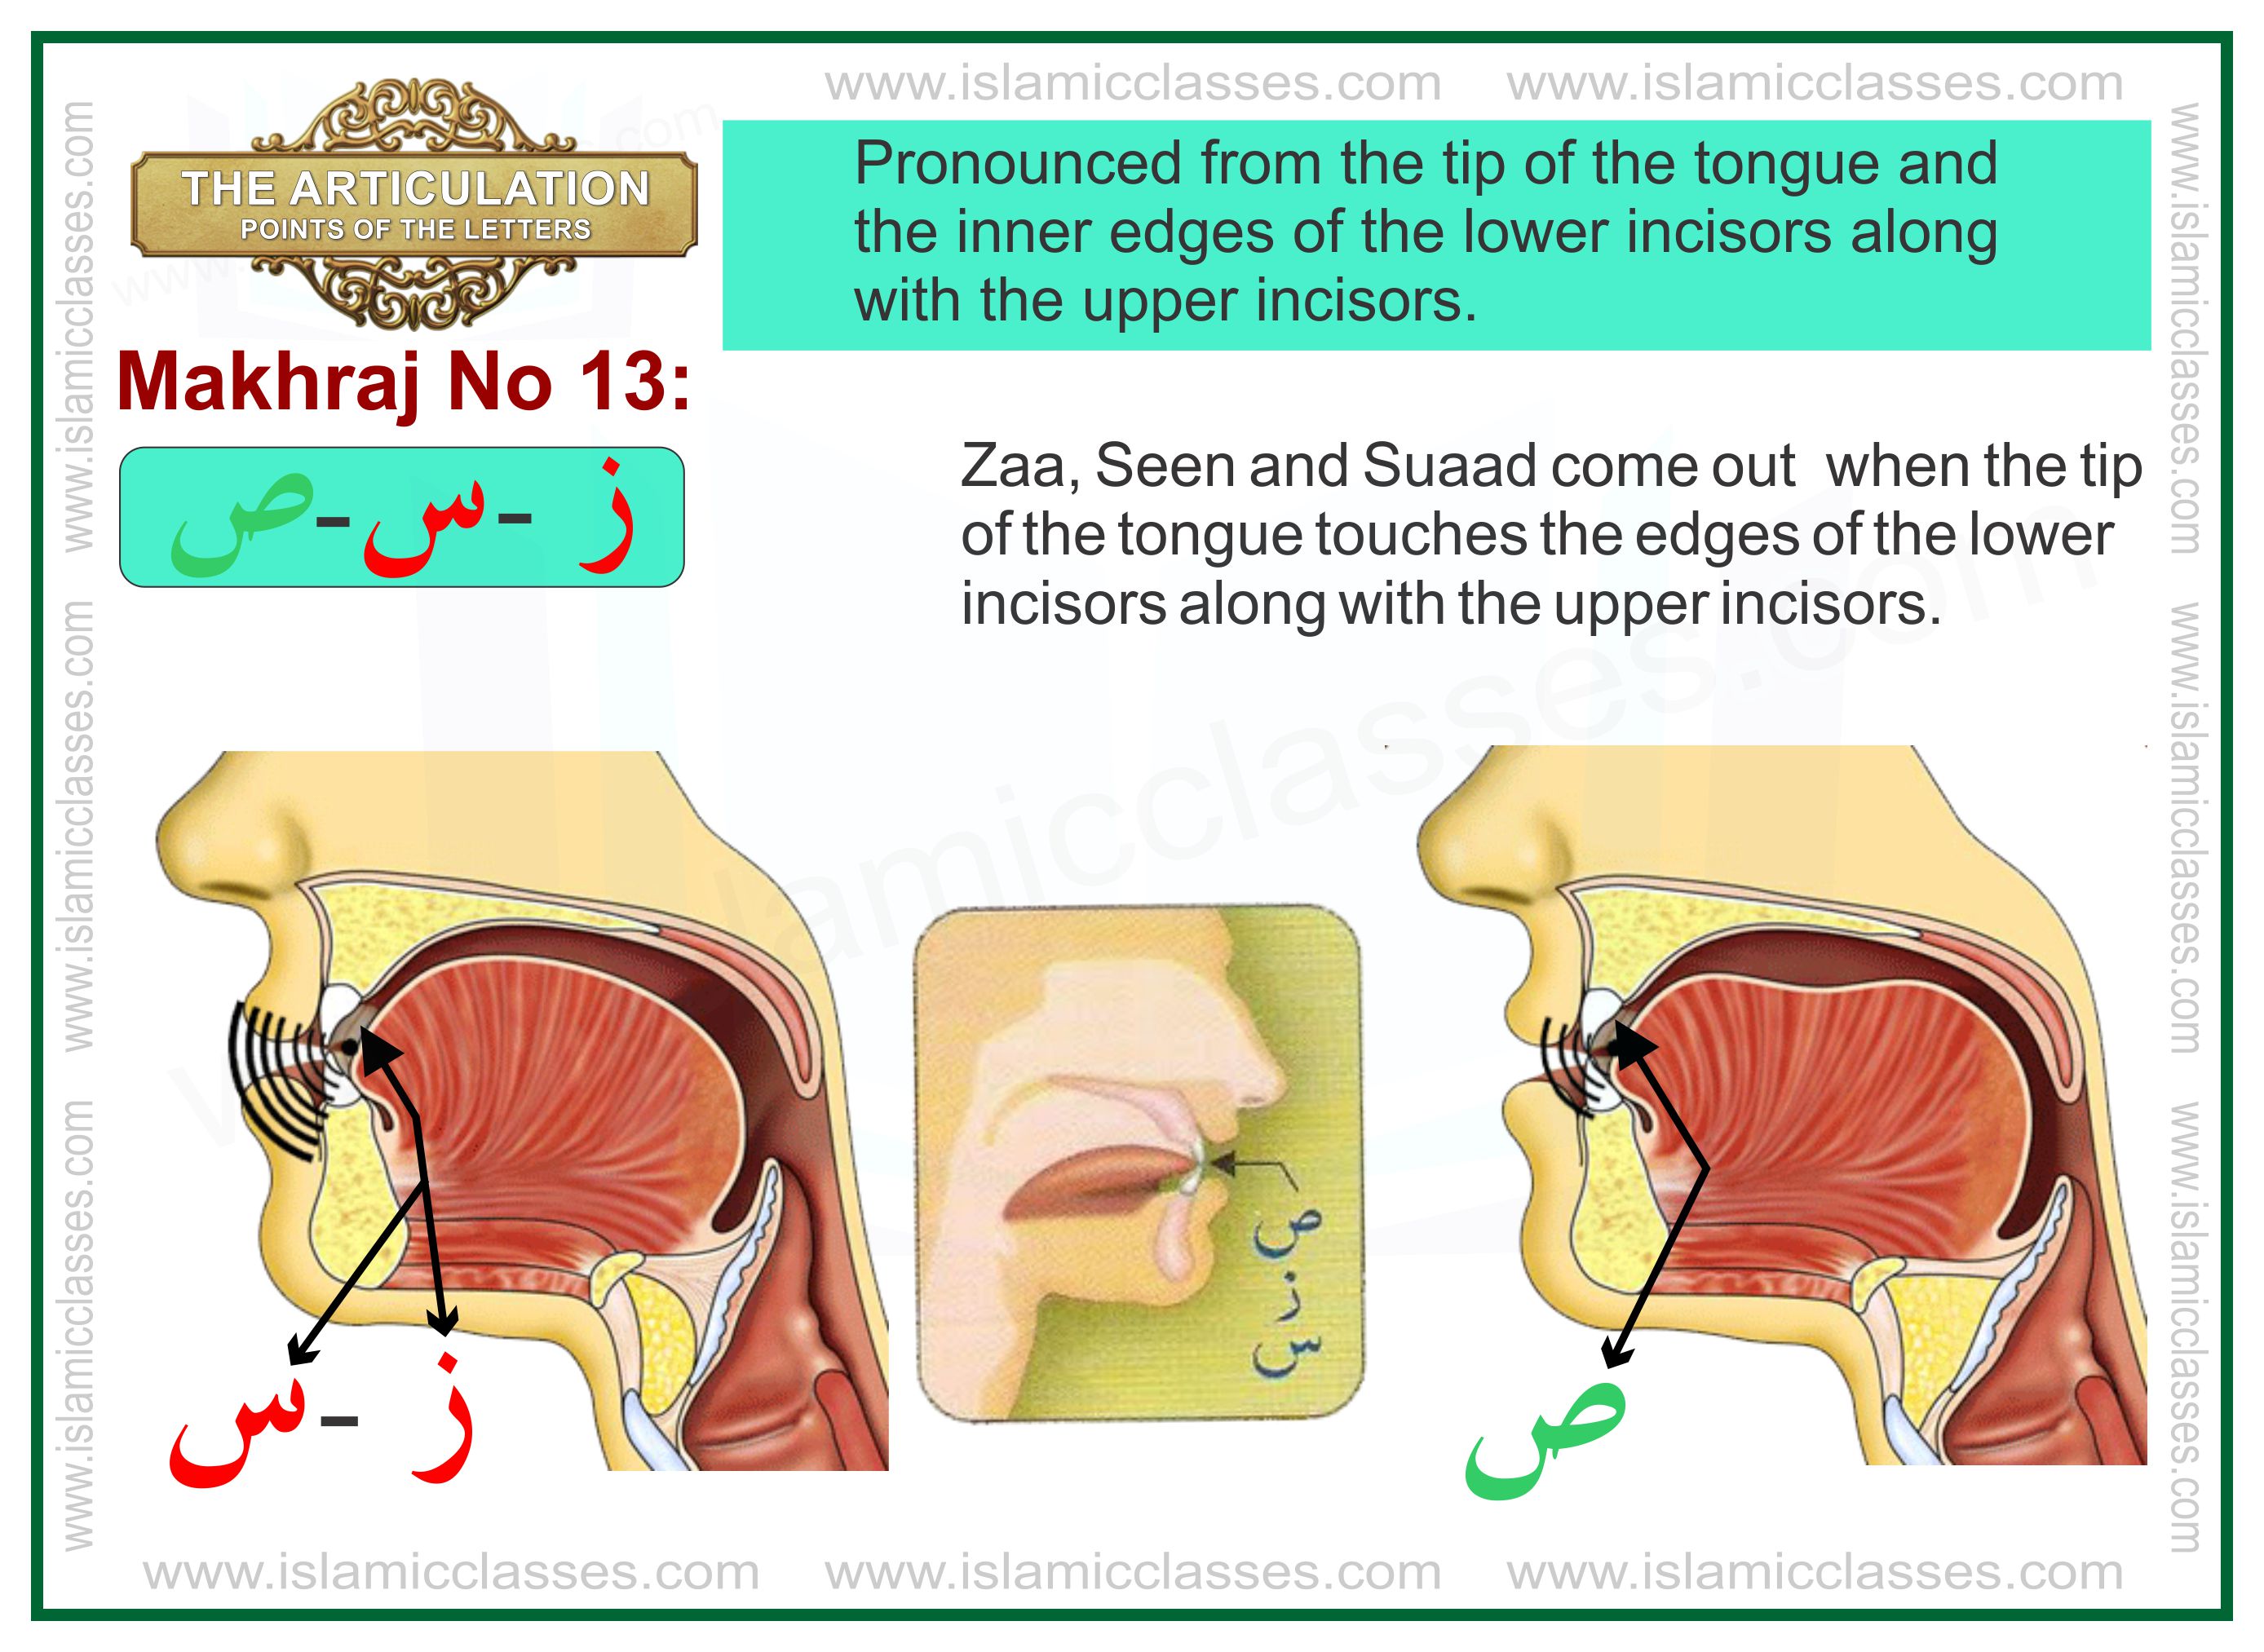 www.islamicclasses.com www.islamicclasses.com
THE ARTICULATION
POINTS OF THE LETTERS
Pronounced from the tip of the tongue and
the inner edges of the lower incisors along
with the upper incisors.
Makhraj No 13:
ز - س - ص
Zaa, Seen and Suaad come out when the tip
of the tongue touches the edges of the lower
incisors along with the upper incisors.
ص
ز
س
ز - س
ص
www.islamicclasses.com www.islamicclasses.com www.islamicclasses.com
www.islamicclasses.com www.islamicclasses.com www.islamicclasses.com
www.islamicclasses.com www.islamicclasses.com www.islamicclasses.com